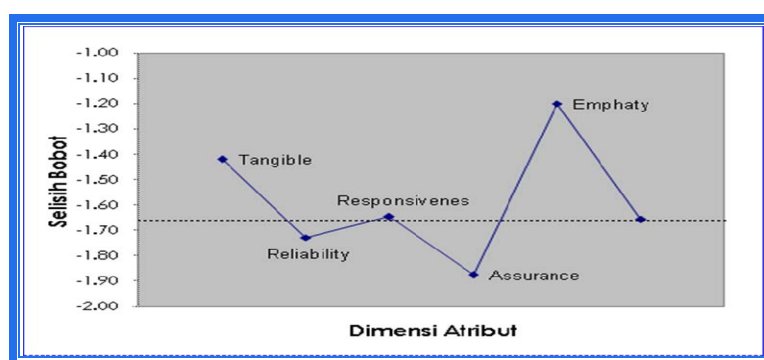 -1.00
-1.10
-1.20
Emphaty
-1.30
-1.40
Tangible
-1.50
-1.60
Responsivenes
-1.70
Reliability
-1.80
Assurance
-1.90
-2.00
Selisih Bobot
Dimensi Atribut